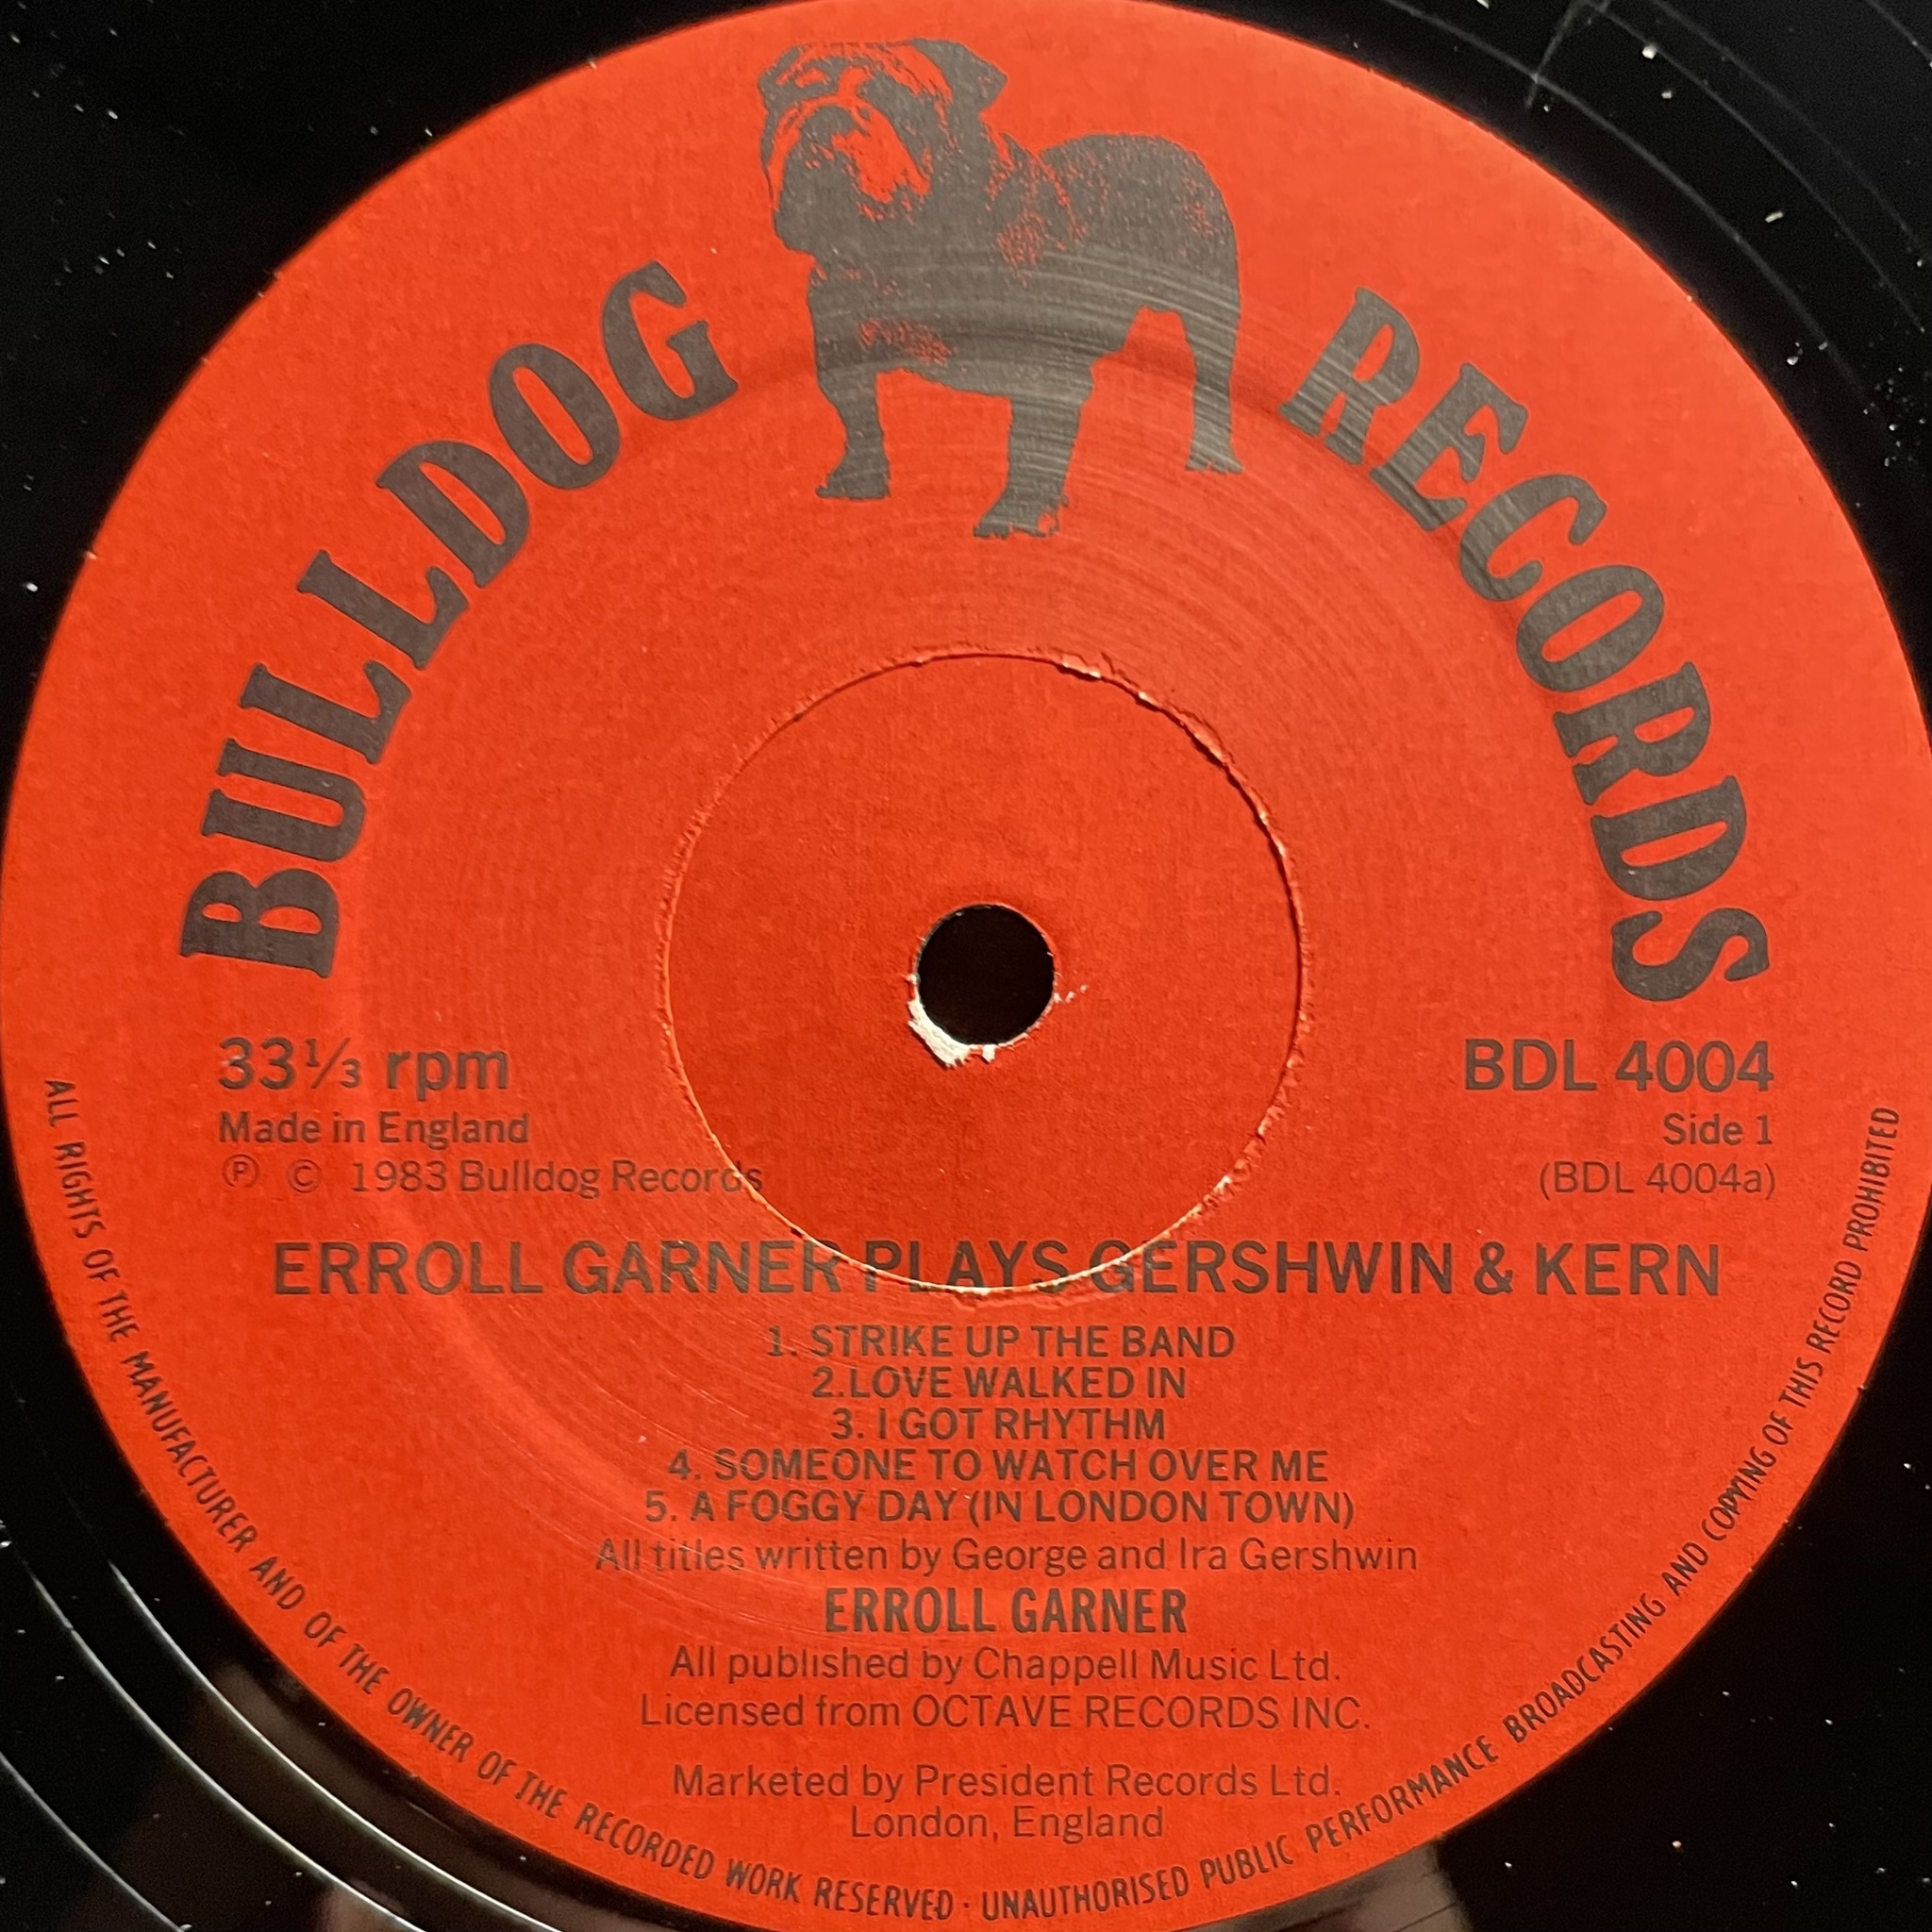 BULLDOG RECORDS
33⅓ rpm
Made in England
Ⓟ © 1983 Bulldog Records
BDL 4004
Side 1
(BDL 4004a)
ERROLL GARNER PLAYS GERSHWIN & KERN
1. STRIKE UP THE BAND
2. LOVE WALKED IN
3. I GOT RHYTHM
4. SOMEONE TO WATCH OVER ME
5. A FOGGY DAY (IN LONDON TOWN)
All titles written by George and Ira Gershwin
ERROLL GARNER
All published by Chappell Music Ltd.
Licensed from OCTAVE RECORDS INC.
Marketed by President Records Ltd.
London, England
ALL RIGHTS OF THE MANUFACTURER AND OF THE OWNER OF THE RECORDED WORK RESERVED · UNAUTHORISED PUBLIC PERFORMANCE BROADCASTING AND COPYING OF THIS RECORD PROHIBITED